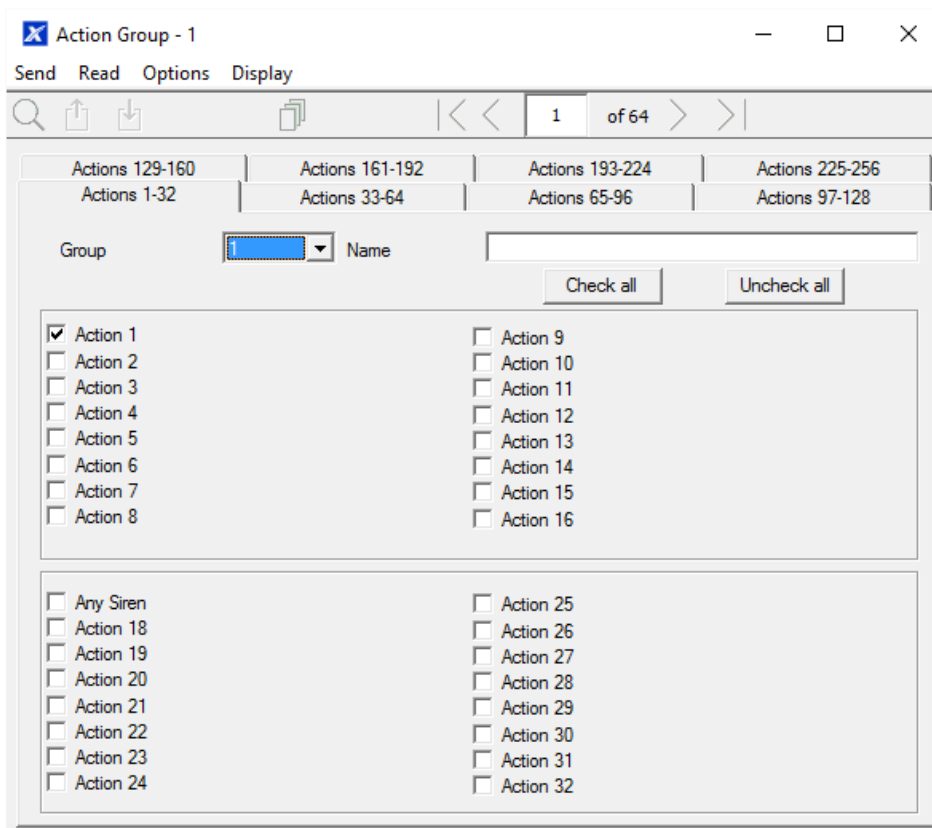 Action Group - 1
Send Read Options Display
1 of 64
Actions 129-160 Actions 161-192 Actions 193-224 Actions 225-256
Actions 1-32 Actions 33-64 Actions 65-96 Actions 97-128
Group 1 Name
Check all Uncheck all
Action 1
Action 2
Action 3
Action 4
Action 5
Action 6
Action 7
Action 8
Action 9
Action 10
Action 11
Action 12
Action 13
Action 14
Action 15
Action 16
Any Siren
Action 18
Action 19
Action 20
Action 21
Action 22
Action 23
Action 24
Action 25
Action 26
Action 27
Action 28
Action 29
Action 30
Action 31
Action 32